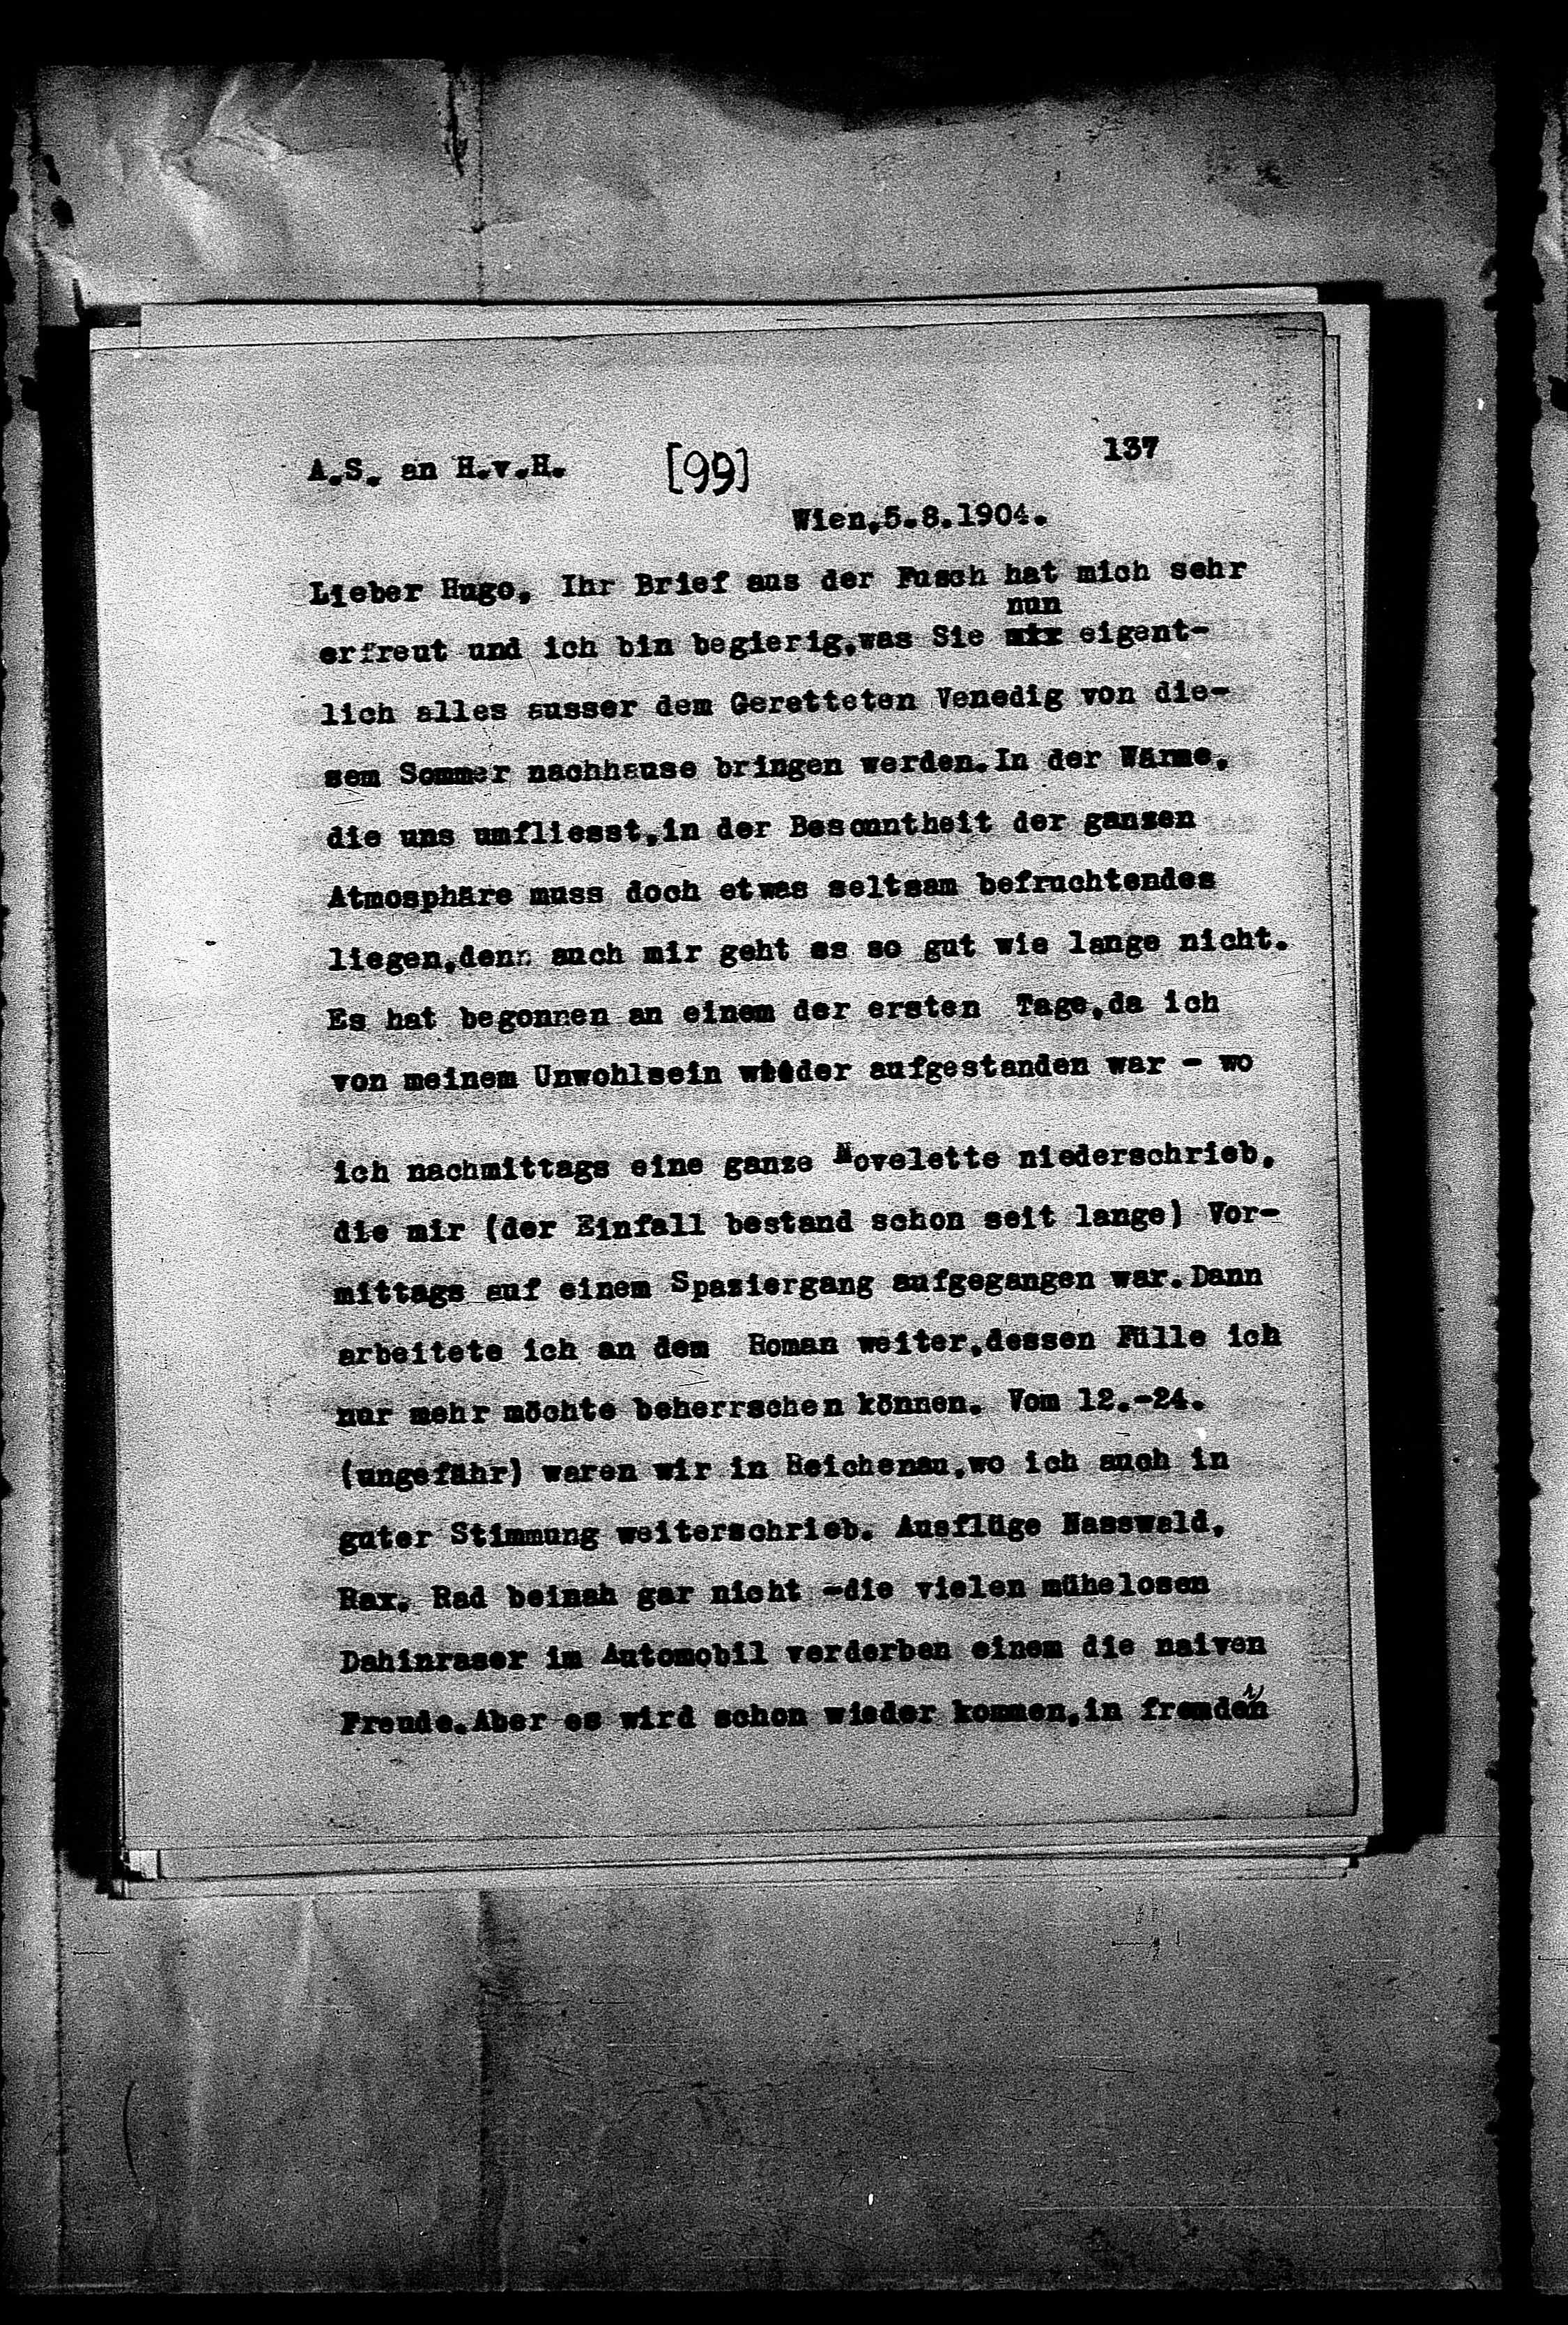 A.S. an H.v.H. [99] 137
Wien,5.8.1904.
Lieber Hugo, Ihr Brief aus der Fusch hat mich sehr
nun
erfreut und ich bin begierig,was Sie mir eigent-
lich alles ausser dem Geretteten Venedig von die-
sem Sommer nachhause bringen werden.In der Wärme,
die uns umfliesst,in der Besonntheit der ganzen
Atmosphäre muss doch etwas seltsam befruchtendes
liegen,denn auch mir geht es so gut wie lange nicht.
Es hat begonnen an einem der ersten Tage,da ich
von meinem Unwohlsein wieder aufgestanden war - wo
ich nachmittags eine ganze Novelette niederschrieb,
die mir (der Einfall bestand schon seit lange) Vor-
mittags auf einem Spaziergang aufgegangen war.Dann
arbeitete ich an dem Roman weiter,dessen Fülle ich
nur mehr möchte beherrschen können. Vom 12.-24.
(ungefähr) waren wir in Reichenau,wo ich auch in
guter Stimmung weiterschrieb. Ausflüge Nasswald,
Rax. Rad beinah gar nicht -die vielen mühelosen
Dahinraser im Automobil verderben einem die naiven
Freude.Aber es wird schon wieder kommen,in fremden